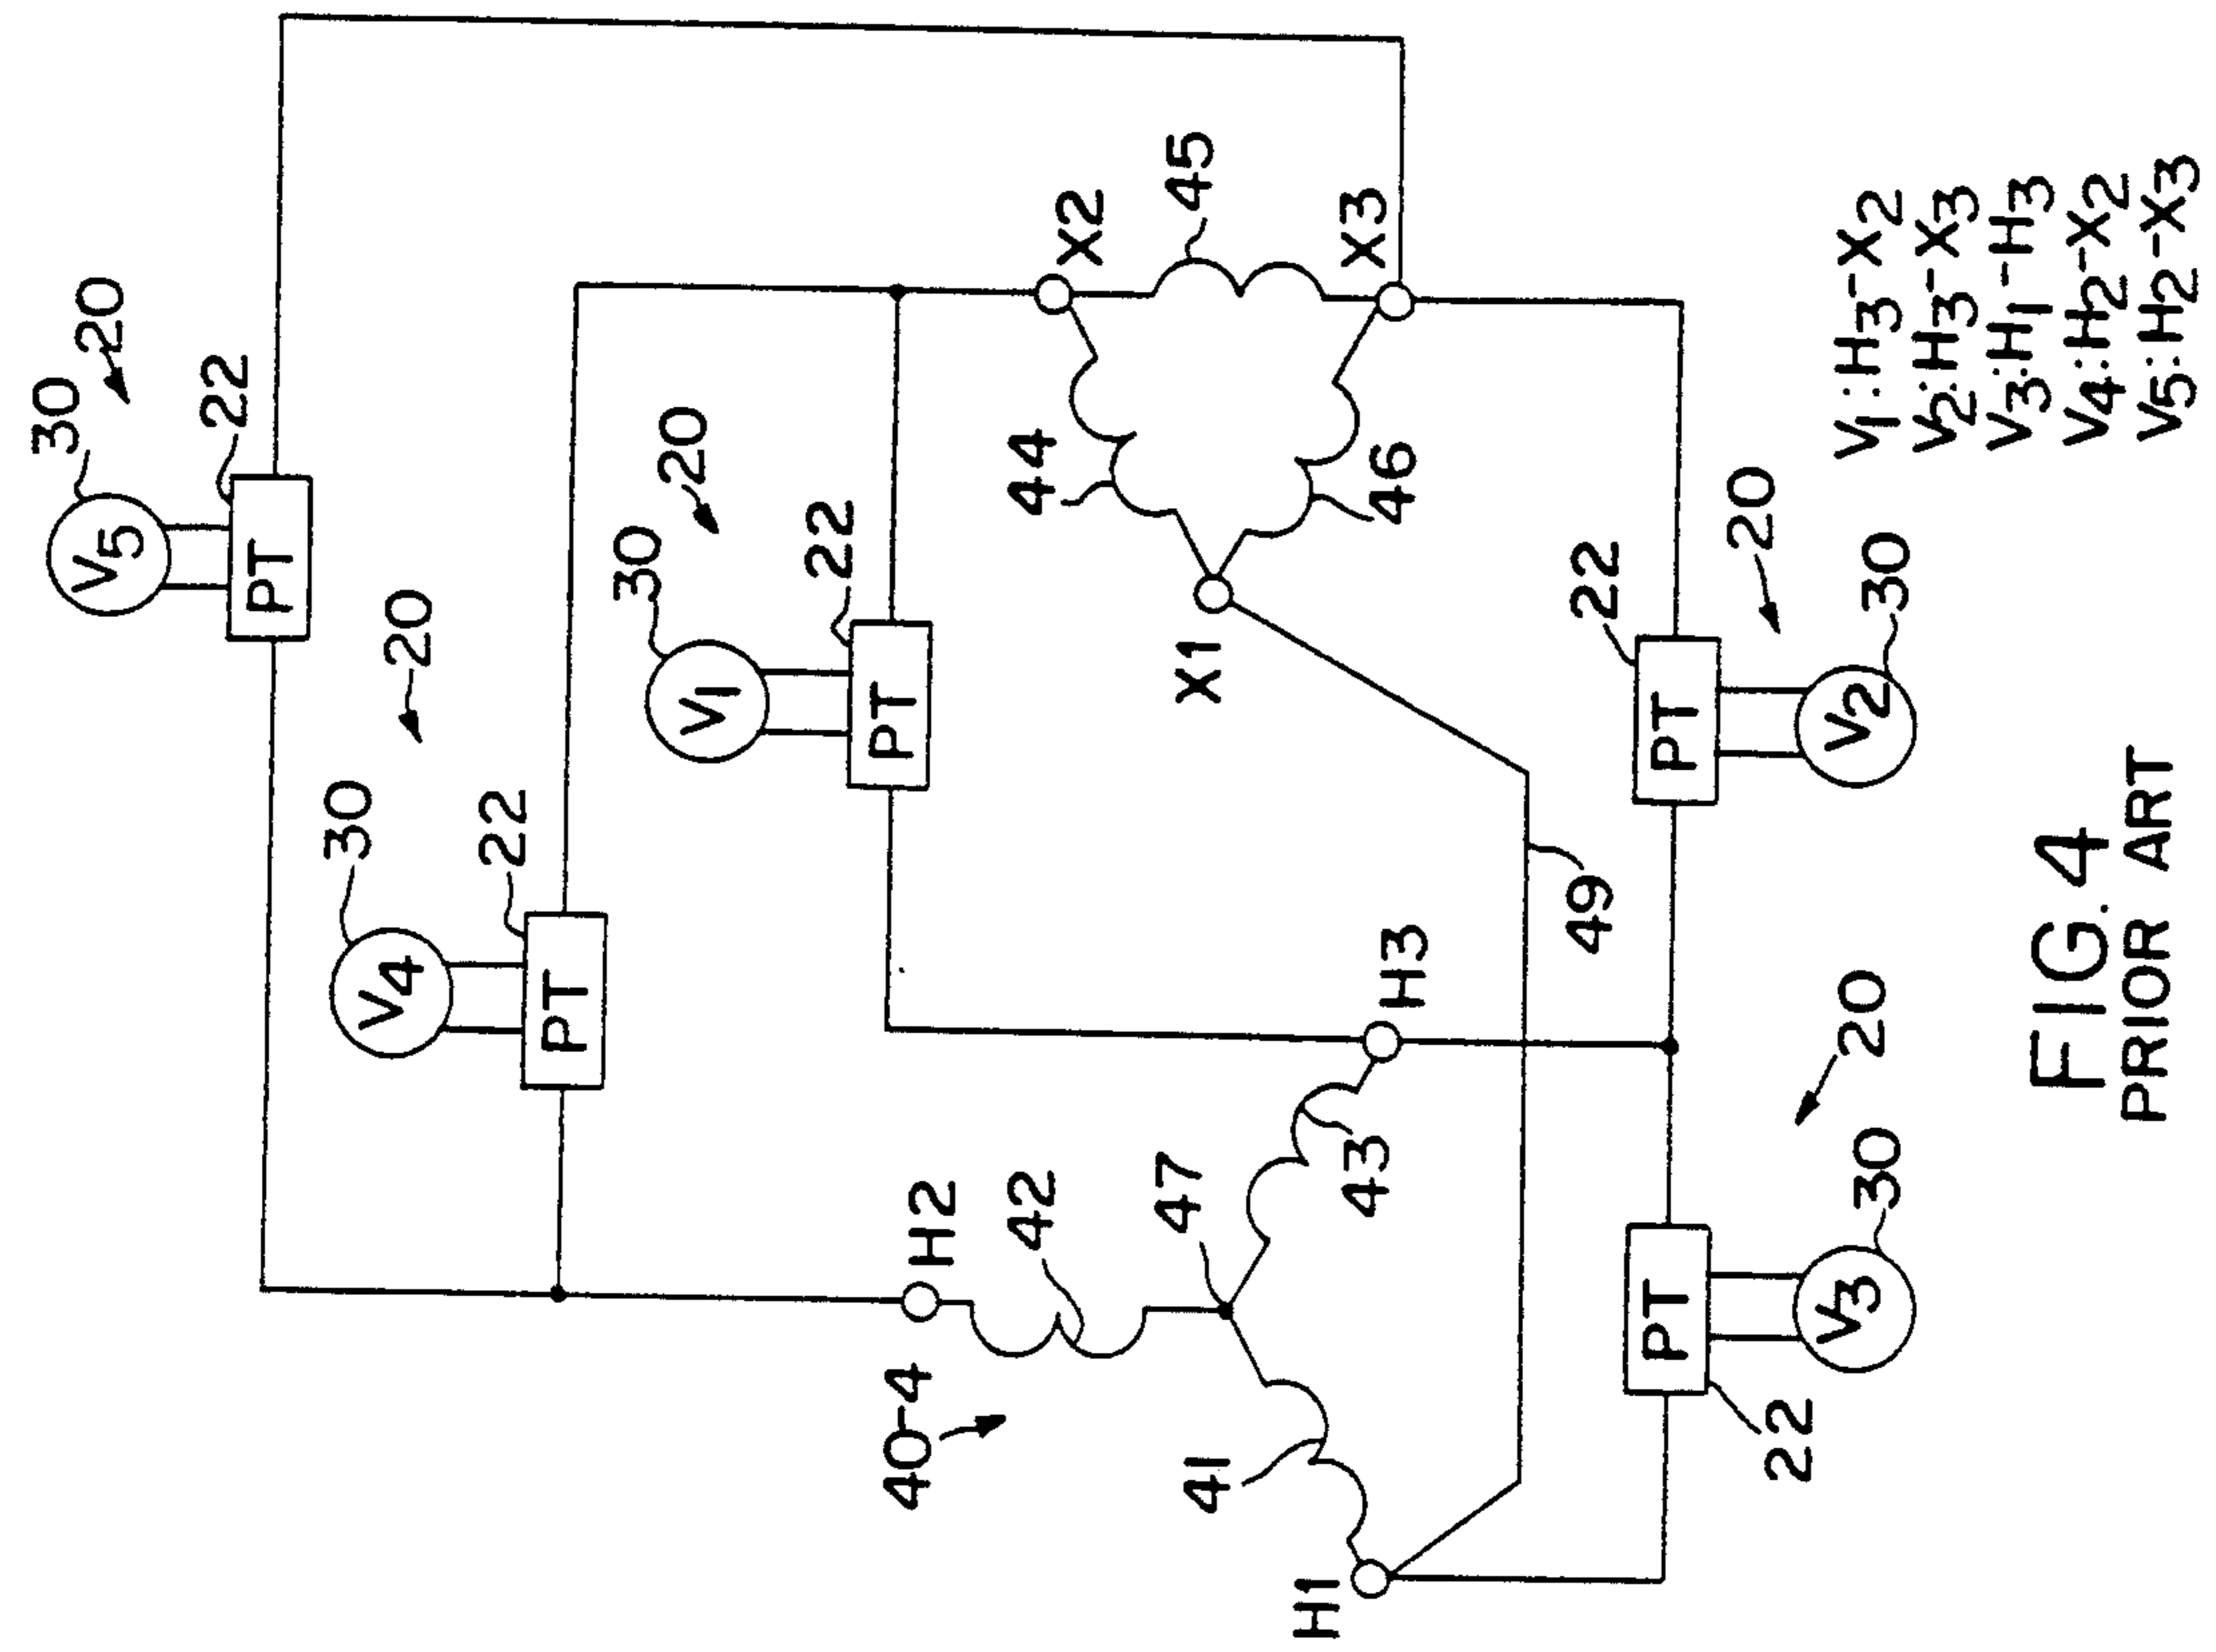 30
20
V5
22
PT
30
20
V4
22
PT
30
20
V1
22
PT
X2
45
44
X1
46
X3
H2
42
40-4
47
41
43
H1
H3
49
PT
22
V3
30
20
PT
22
V2
30
20
V1:H3-X2
V2:H3-X3
V3:H1-H3
V4:H2-X2
V5:H2-X3
FIG. 4
PRIOR ART